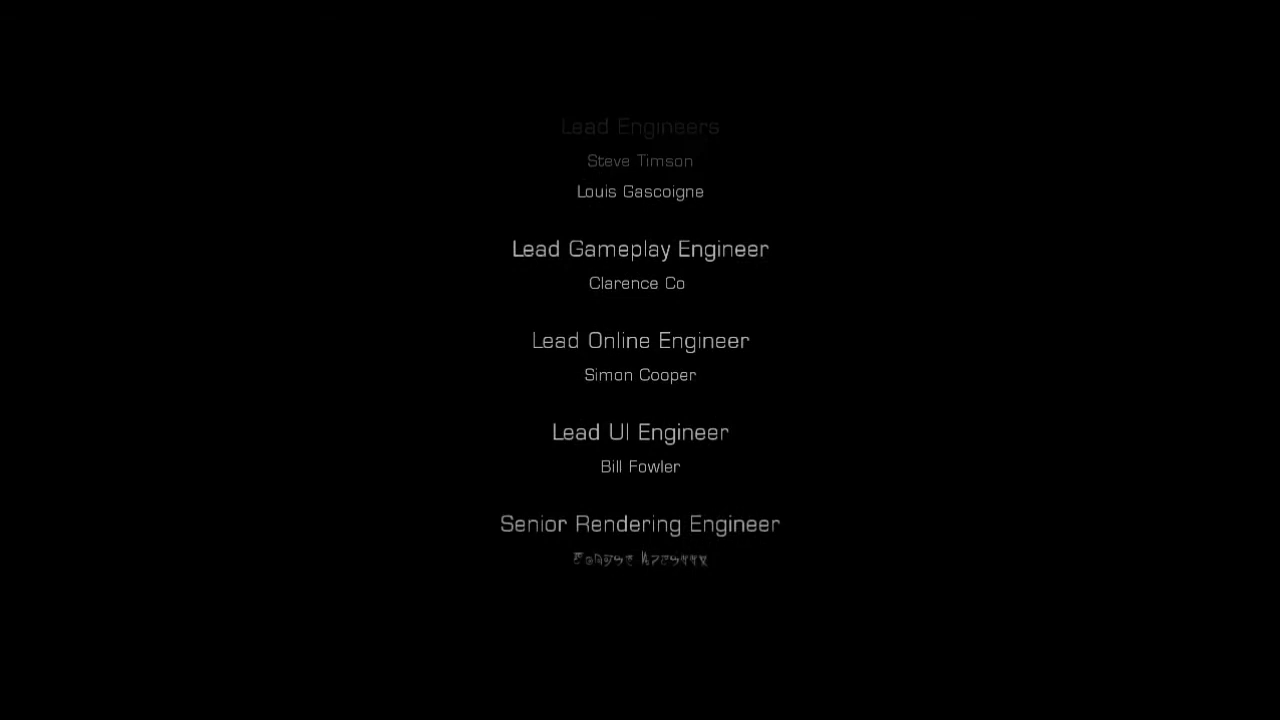 Lead Engineers
Steve Timson
Louis Gascoigne
Lead Gameplay Engineer
Clarence Co
Lead Online Engineer
Simon Cooper
Lead UI Engineer
Bill Fowler
Senior Rendering Engineer